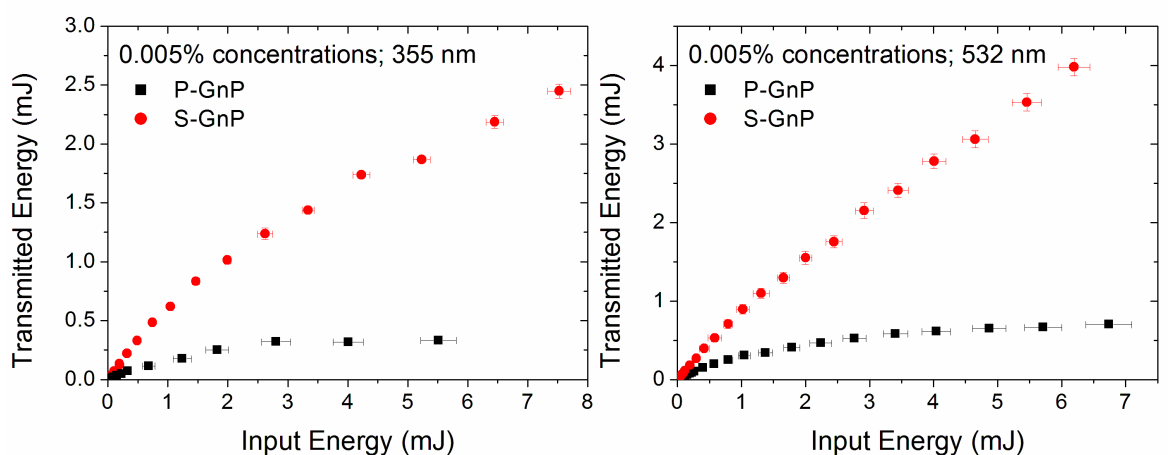 0.005% concentrations; 355 nm
P-GnP
S-GnP
Transmitted Energy (mJ)
3.0
2.5
2.0
1.5
1.0
0.5
0.0
0 1 2 3 4 5 6 7 8
Input Energy (mJ)
0.005% concentrations; 532 nm
P-GnP
S-GnP
Transmitted Energy (mJ)
4
3
2
1
0
0 1 2 3 4 5 6 7
Input Energy (mJ)